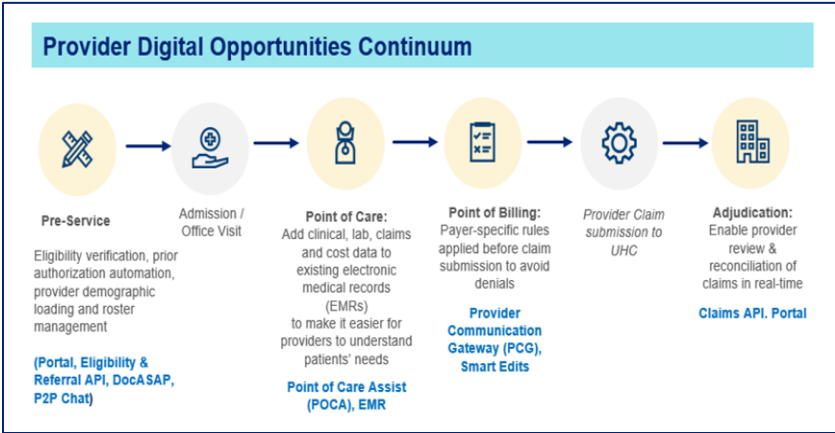 Provider Digital Opportunities Continuum
Pre-Service
Eligibility verification, prior
authorization automation,
provider demographic
loading and roster
management
(Portal, Eligibility &
Referral API, DocASAP,
P2P Chat)
Admission /
Office Visit
Point of Care:
Add clinical, lab, claims
and cost data to
existing electronic
medical records
(EMRs)
to make it easier for
providers to understand
patients' needs
Point of Care Assist
(POCA), EMR
Point of Billing:
Payer-specific rules
applied before claim
submission to avoid
denials
Provider
Communication
Gateway (PCG),
Smart Edits
Provider Claim
submission to
UHC
Adjudication:
Enable provider
review &
reconciliation of
claims in real-time
Claims API. Portal